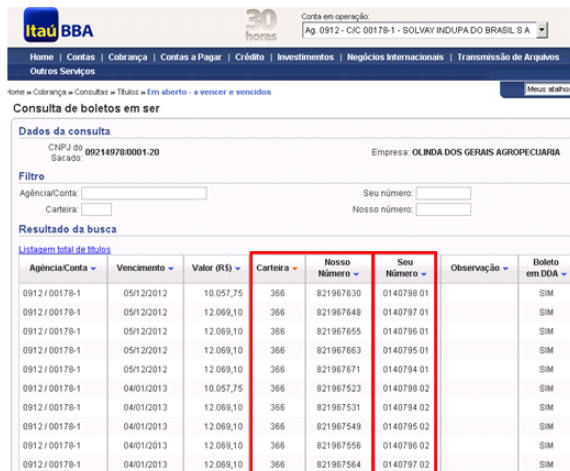 Itaú BBA
30
horas
Conta em operação:
Ag. 0912 - C/C 00178-1 - SOLVAY INDUPA DO BRASIL S A
Home | Contas | Cobrança | Contas a Pagar | Crédito | Investimentos | Negócios Internacionais | Transmissão de Arquivos
Outros Serviços
Home » Cobrança » Consultas » Títulos » Em aberto - a vencer e vencidos
Meus atalhos
Consulta de boletos em ser
Dados da consulta
CNPJ do Sacado: 09214978/0001-20 Empresa: OLINDA DOS GERAIS AGROPECUARIA
Filtro
Agência/Conta: Seu número:
Carteira: Nosso número:
Resultado da busca
Listagem total de títulos
Agência/Conta Vencimento Valor (R$) Carteira Nosso Número Seu Número Observação Boleto em DDA
0912 / 00178-1 05/12/2012 10.057,75 366 821967630 0140798 01 SIM
0912 / 00178-1 05/12/2012 12.069,10 366 821967648 0140797 01 SIM
0912 / 00178-1 05/12/2012 12.069,10 366 821967655 0140796 01 SIM
0912 / 00178-1 05/12/2012 12.069,10 366 821967663 0140795 01 SIM
0912 / 00178-1 05/12/2012 12.069,10 366 821967671 0140794 01 SIM
0912 / 00178-1 04/01/2013 10.057,75 366 821967523 0140798 02 SIM
0912 / 00178-1 04/01/2013 12.069,10 366 821967531 0140794 02 SIM
0912 / 00178-1 04/01/2013 12.069,10 366 821967549 0140795 02 SIM
0912 / 00178-1 04/01/2013 12.069,10 366 821967556 0140796 02 SIM
0912 / 00178-1 04/01/2013 12.069,10 366 821967564 0140797 02 SIM